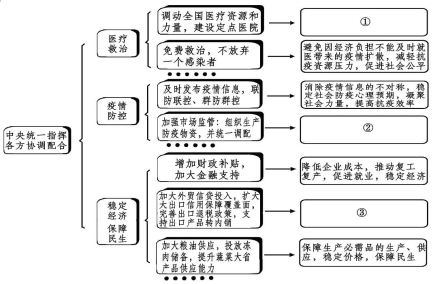 中央统一指挥
各方协调配合
医疗
救治
调动全国医疗资源和
力量，建设定点医院
①
免费救治，不放弃
一个感染者
避免因经济负担不能及时就
医带来的疫情扩散，减轻抗
疫资源压力，促进社会公平
疫情
防控
及时发布疫情信息，联
防联控、群防群控
消除疫情信息的不对称，稳
定社会防疫心理预期，凝聚
社会力量，提高抗疫效率
加强市场监管；组织生产
防疫物资，并统一调配
②
稳定
经济
保障
民生
增加财政补贴，
加大金融支持
降低企业成本，推动复工
复产，促进就业，稳定经济
加大外贸信贷投入，扩大
大出口信用保障覆盖面，
完善出口退税政策，支
持出口产品转内销
③
加大粮油供应，投放冻
肉储备，提升蔬菜大省
产品供应能力
保障生产必需品的生产、供
应，稳定价格，保障民生